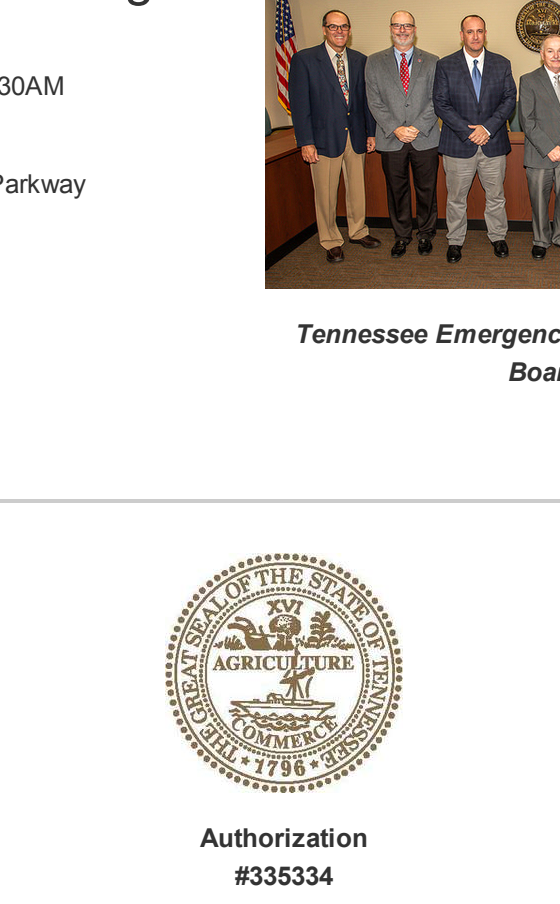 g
30AM
Parkway
Tennessee Emergenc
Boar
THE GREAT SEAL OF THE STATE OF TENNESSEE
XVI
AGRICULTURE
COMMERCE
1796
Authorization
#335334